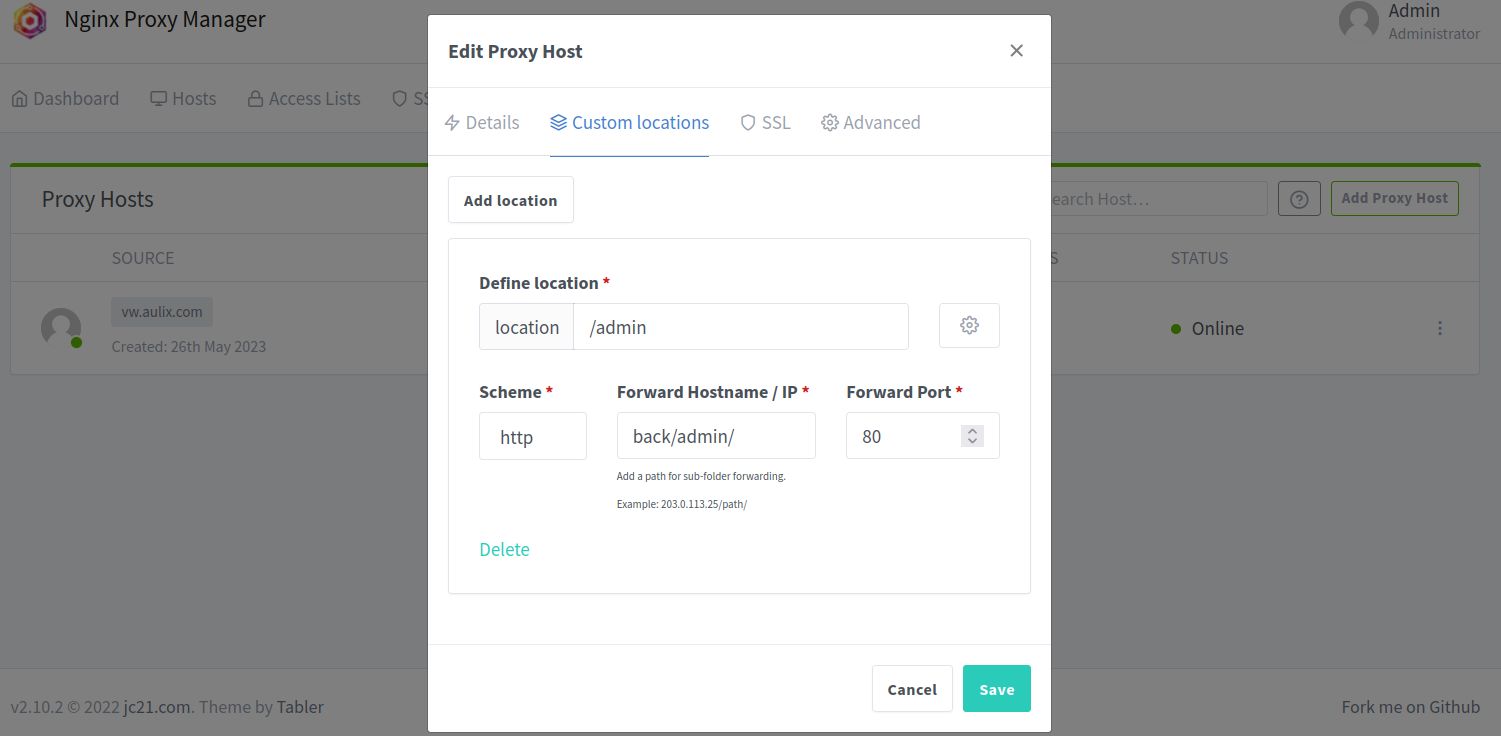 Nginx Proxy Manager
Admin
Administrator
Edit Proxy Host
Dashboard Hosts Access Lists
Details Custom locations SSL Advanced
Proxy Hosts
Add location
earch Host…
Add Proxy Host
SOURCE
S
STATUS
Define location *
vw.aulix.com
Created: 26th May 2023
location /admin
Online
Scheme * Forward Hostname / IP * Forward Port *
http back/admin/ 80
Add a path for sub-folder forwarding.
Example: 203.0.113.25/path/
Delete
Cancel Save
v2.10.2 © 2022 jc21.com. Theme by Tabler
Fork me on Github